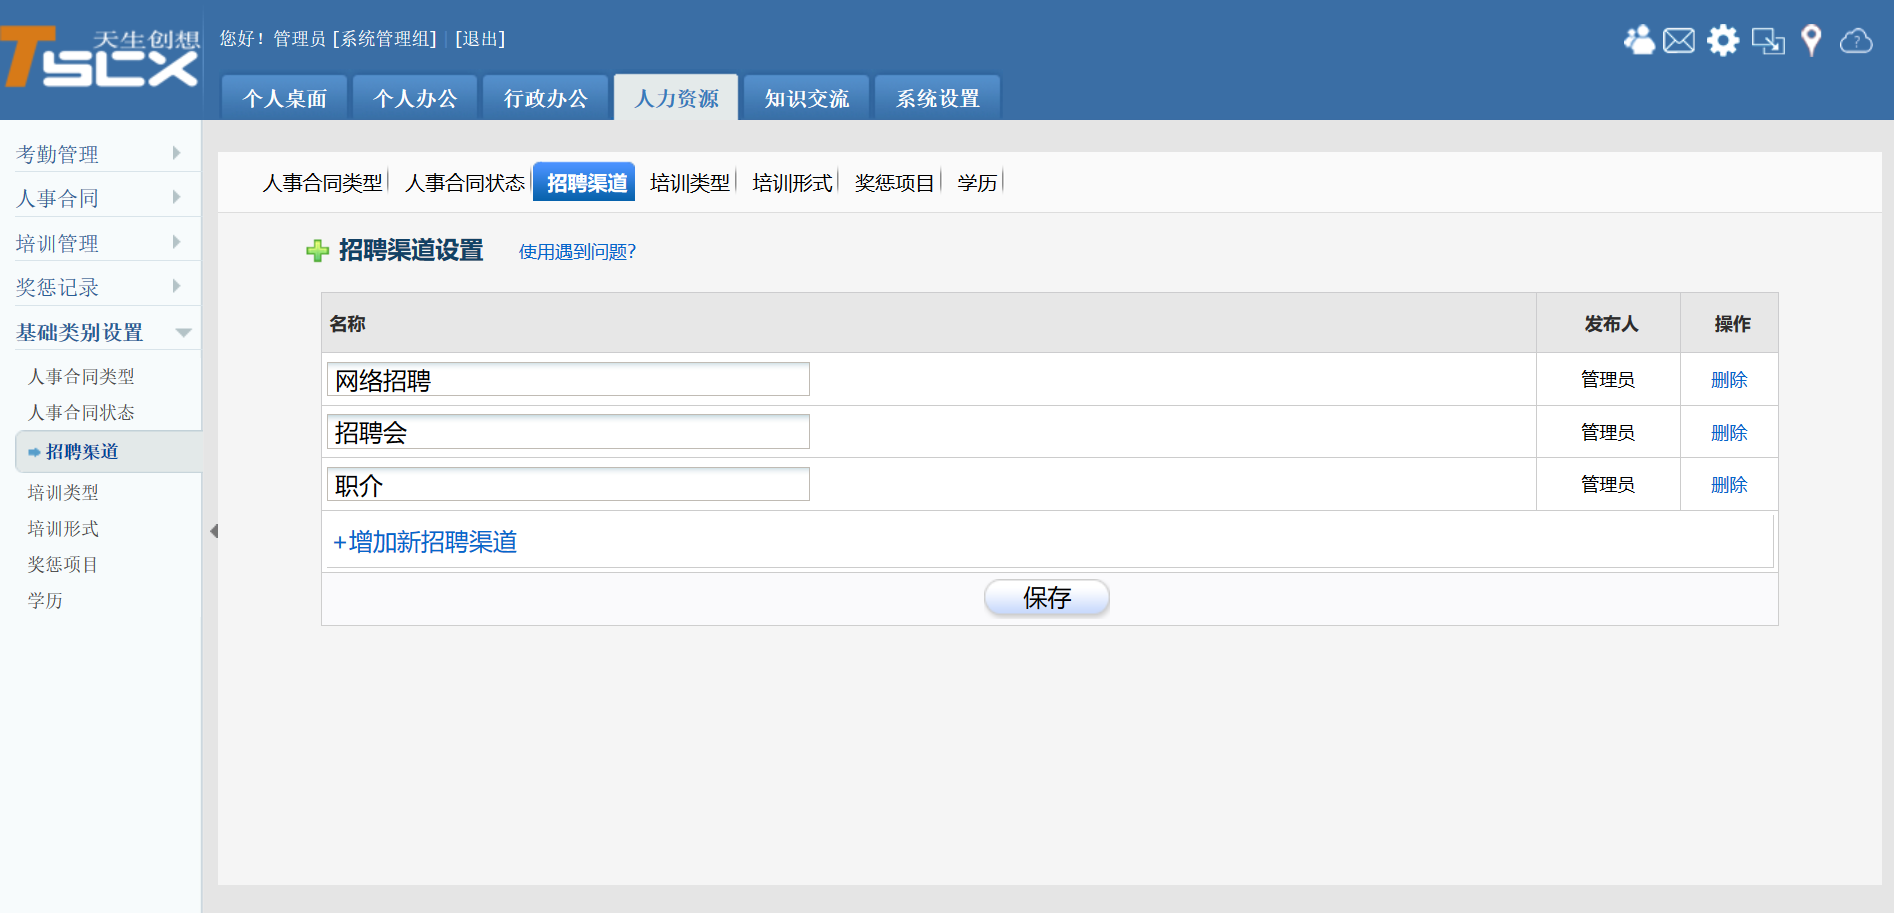 天生创想
TSCX
您好！管理员 [系统管理组] | [退出]
个人桌面 个人办公 行政办公 人力资源 知识交流 系统设置
考勤管理
人事合同
培训管理
奖惩记录
基础类别设置
人事合同类型
人事合同状态
招聘渠道
培训类型
培训形式
奖惩项目
学历
人事合同类型 人事合同状态 招聘渠道 培训类型 培训形式 奖惩项目 学历
招聘渠道设置 使用遇到问题?
名称 发布人 操作
网络招聘 管理员 删除
招聘会 管理员 删除
职介 管理员 删除
+增加新招聘渠道
保存